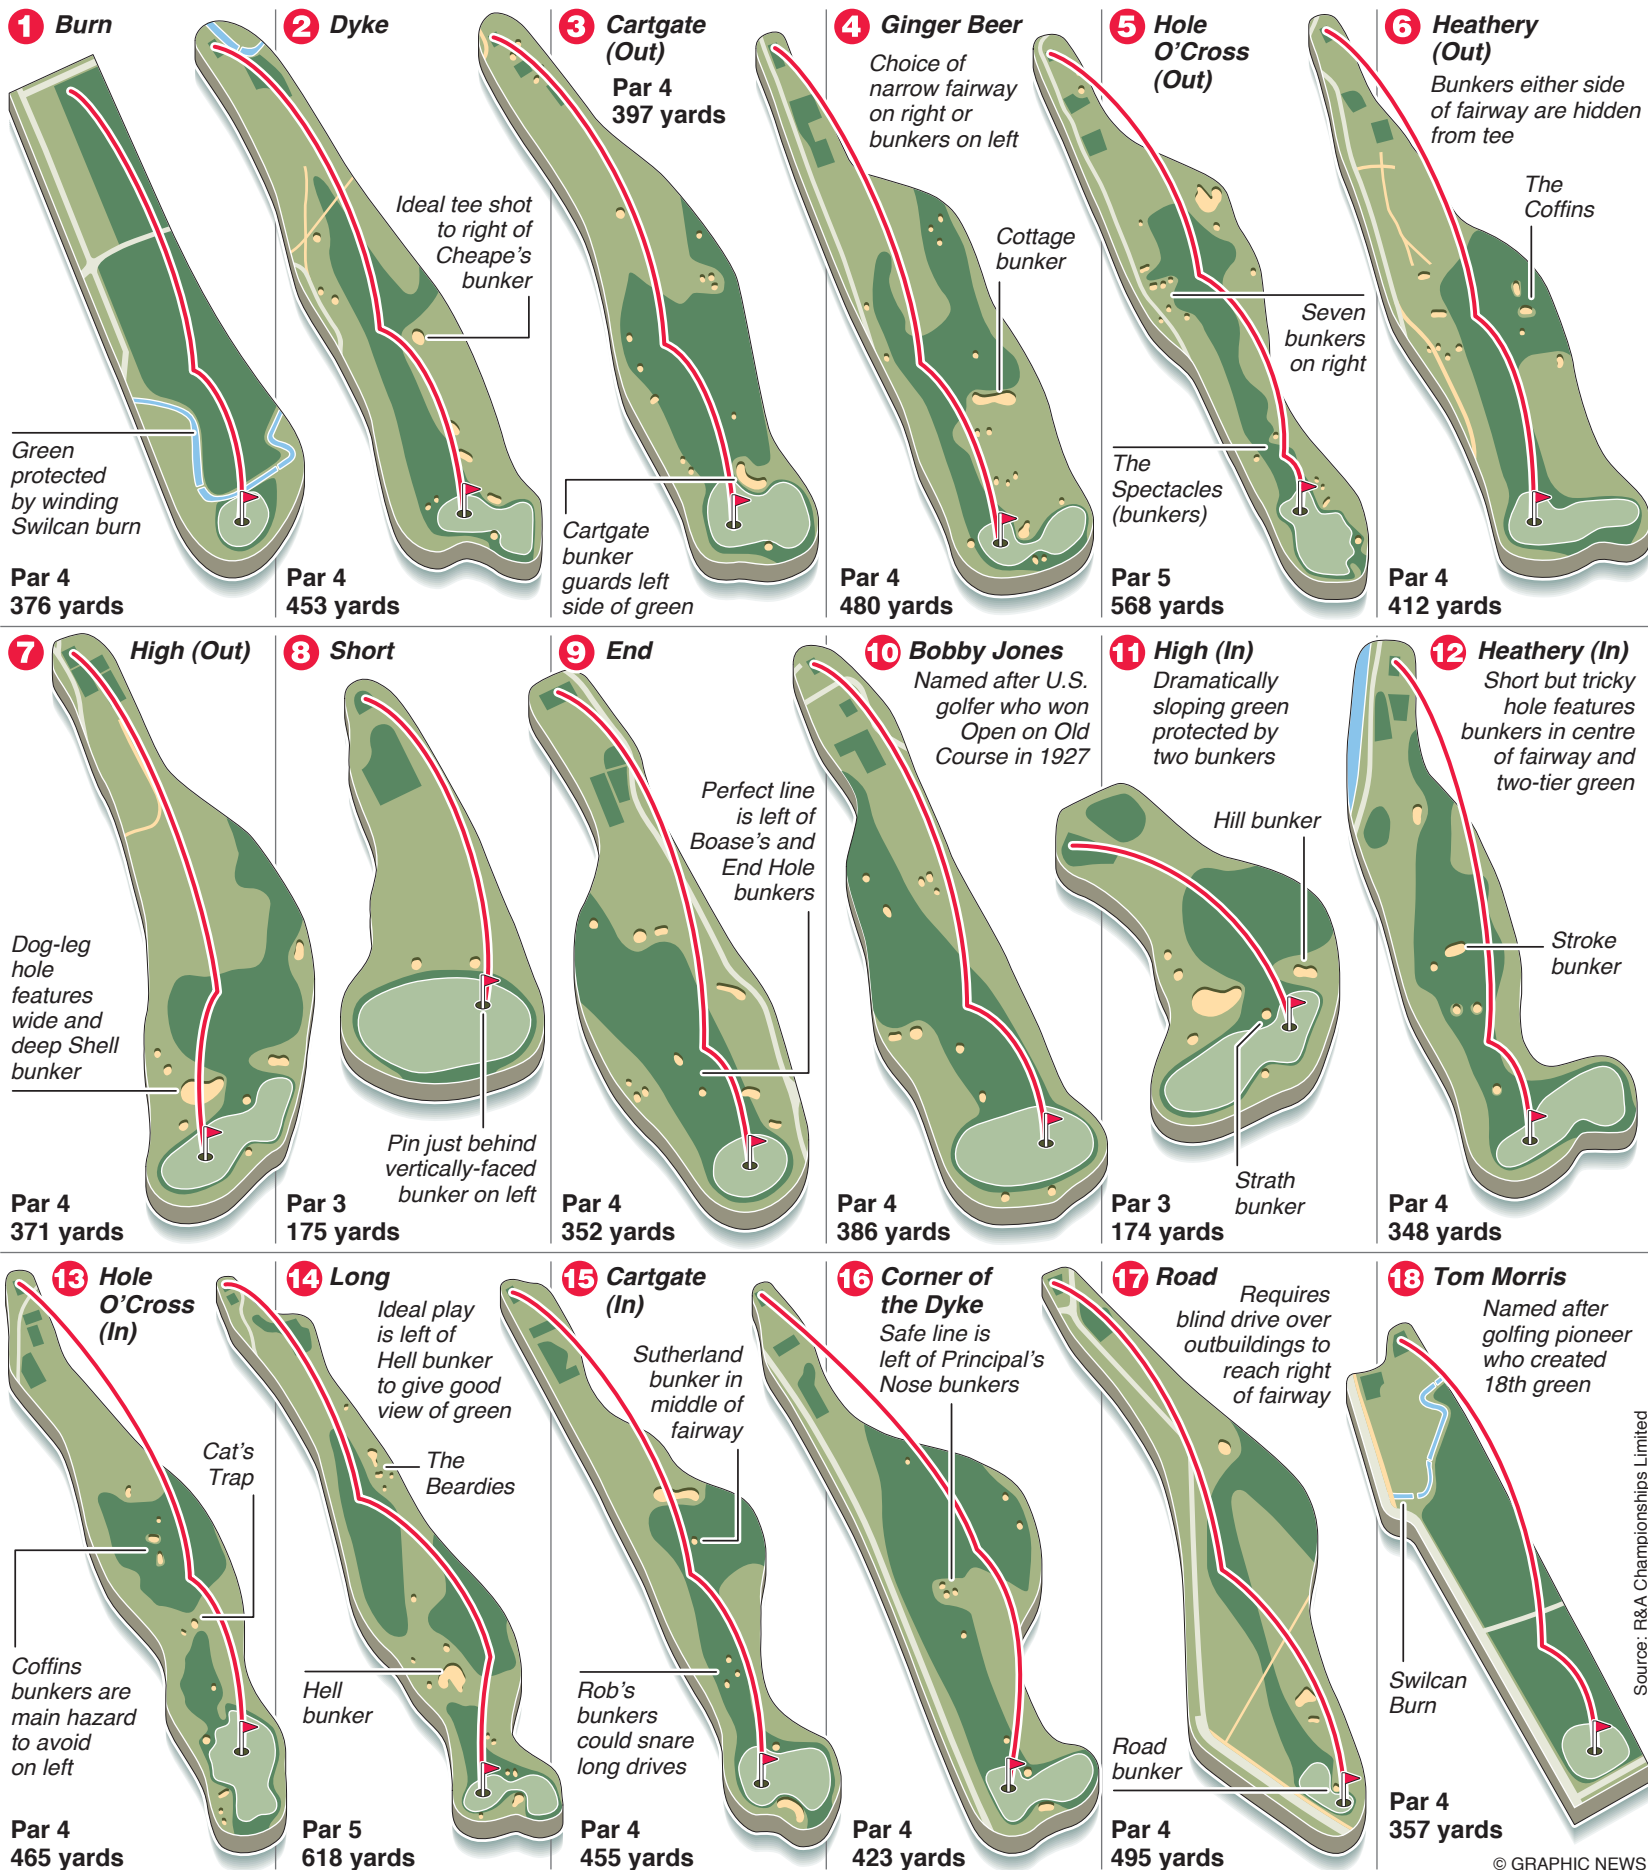 1 Burn
Green
protected
by winding
Swilcan burn
Par 4
376 yards
2 Dyke
Ideal tee shot
to right of
Cheape's
bunker
Par 4
453 yards
3 Cartgate
(Out)
Par 4
397 yards
Cartgate
bunker
guards left
side of green
4 Ginger Beer
Choice of
narrow fairway
on right or
bunkers on left
Cottage
bunker
Par 4
480 yards
5 Hole
O'Cross
(Out)
Seven
bunkers
on right
The
Spectacles
(bunkers)
Par 5
568 yards
6 Heathery
(Out)
Bunkers either side
of fairway are hidden
from tee
The
Coffins
Par 4
412 yards
7 High (Out)
Dog-leg
hole
features
wide and
deep Shell
bunker
Par 4
371 yards
8 Short
Pin just behind
vertically-faced
bunker on left
Par 3
175 yards
9 End
Perfect line
is left of
Boase's and
End Hole
bunkers
Par 4
352 yards
10 Bobby Jones
Named after U.S.
golfer who won
Open on Old
Course in 1927
Par 4
386 yards
11 High (In)
Dramatically
sloping green
protected by
two bunkers
Hill bunker
Strath
bunker
Par 3
174 yards
12 Heathery (In)
Short but tricky
hole features
bunkers in centre
of fairway and
two-tier green
Stroke
bunker
Par 4
348 yards
13 Hole
O'Cross
(In)
Cat's
Trap
Coffins
bunkers are
main hazard
to avoid
on left
Par 4
465 yards
14 Long
Ideal play
is left of
Hell bunker
to give good
view of green
The
Beardies
Hell
bunker
Par 5
618 yards
15 Cartgate
(In)
Sutherland
bunker in
middle of
fairway
Rob's
bunkers
could snare
long drives
Par 4
455 yards
16 Corner of
the Dyke
Safe line is
left of Principal's
Nose bunkers
Par 4
423 yards
17 Road
Requires
blind drive over
outbuildings to
reach right
of fairway
Road
bunker
Par 4
495 yards
18 Tom Morris
Named after
golfing pioneer
who created
18th green
Swilcan
Burn
Par 4
357 yards
Source: R&A Championships Limited
© GRAPHIC NEWS